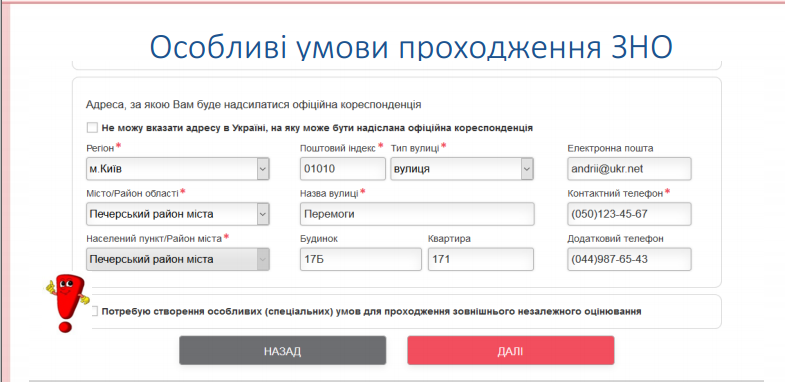 Особливі умови проходження ЗНО
Адреса, за якою Вам буде надсилатися офіційна кореспонденція
Не можу вказати адресу в Україні, на яку може бути надіслана офіційна кореспонденція
Регіон * Поштовий індекс * Тип вулиці * Електронна пошта
м.Київ 01010 вулиця andrii@ukr.net
Місто/Район області * Назва вулиці * Контактний телефон *
Печерський район міста Перемоги (050)123-45-67
Населений пункт/Район міста * Будинок Квартира Додатковий телефон
Печерський район міста 17Б 171 (044)987-65-43
Потребую створення особливих (спеціальних) умов для проходження зовнішнього незалежного оцінювання
НАЗАД ДАЛІ